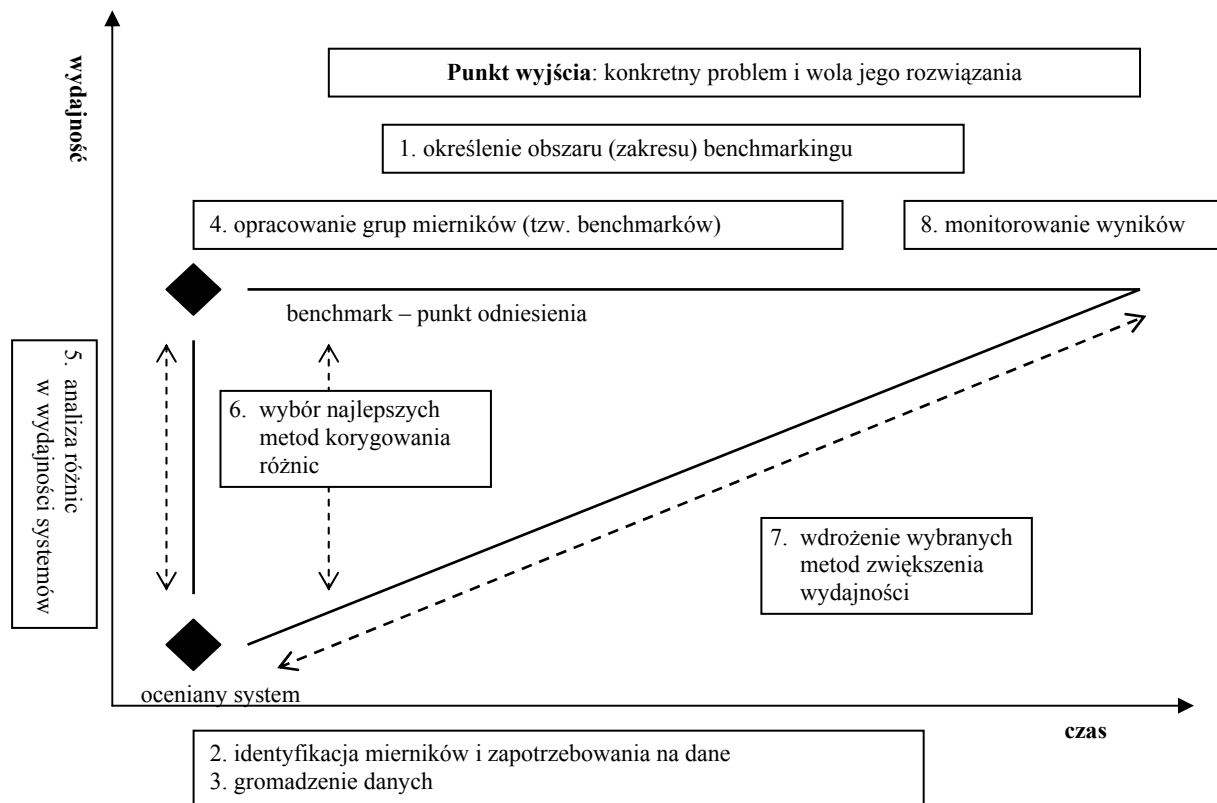 wydajność
Punkt wyjścia: konkretny problem i wola jego rozwiązania
1. określenie obszaru (zakresu) benchmarkingu
4. opracowanie grup mierników (tzw. benchmarków)
8. monitorowanie wyników
benchmark – punkt odniesienia
5. analiza różnic
w wydajności systemów
6. wybór najlepszych
metod korygowania
różnic
7. wdrożenie wybranych
metod zwiększenia
wydajności
oceniany system
czas
2. identyfikacja mierników i zapotrzebowania na dane
3. gromadzenie danych